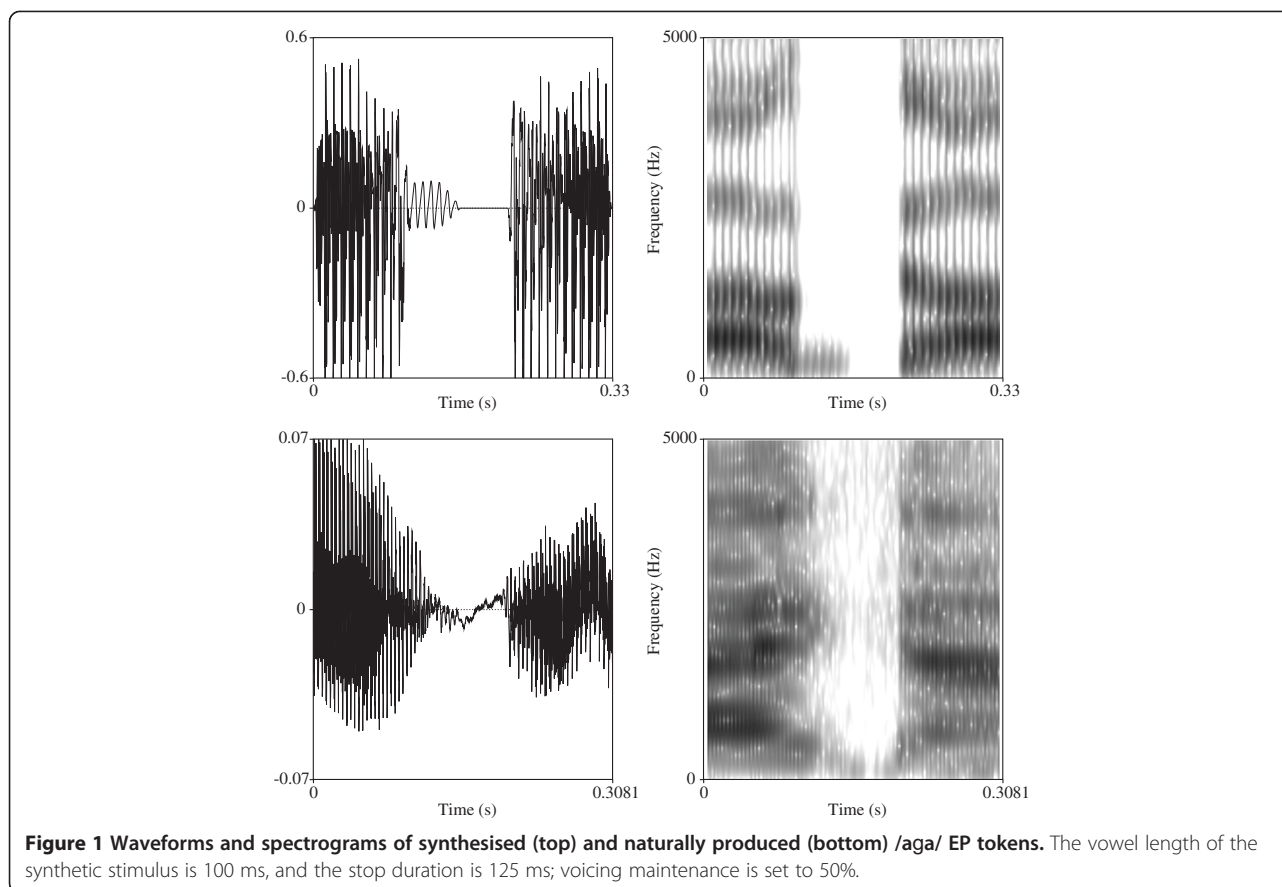 0.6
0
-0.6
0
0.33
Time (s)
5000
Frequency (Hz)
0
0
0.33
Time (s)
0.07
0
-0.07
0
0.3081
Time (s)
5000
Frequency (Hz)
0
0
0.3081
Time (s)
Figure 1 Waveforms and spectrograms of synthesised (top) and naturally produced (bottom) /aga/ EP tokens. The vowel length of the
synthetic stimulus is 100 ms, and the stop duration is 125 ms; voicing maintenance is set to 50%.